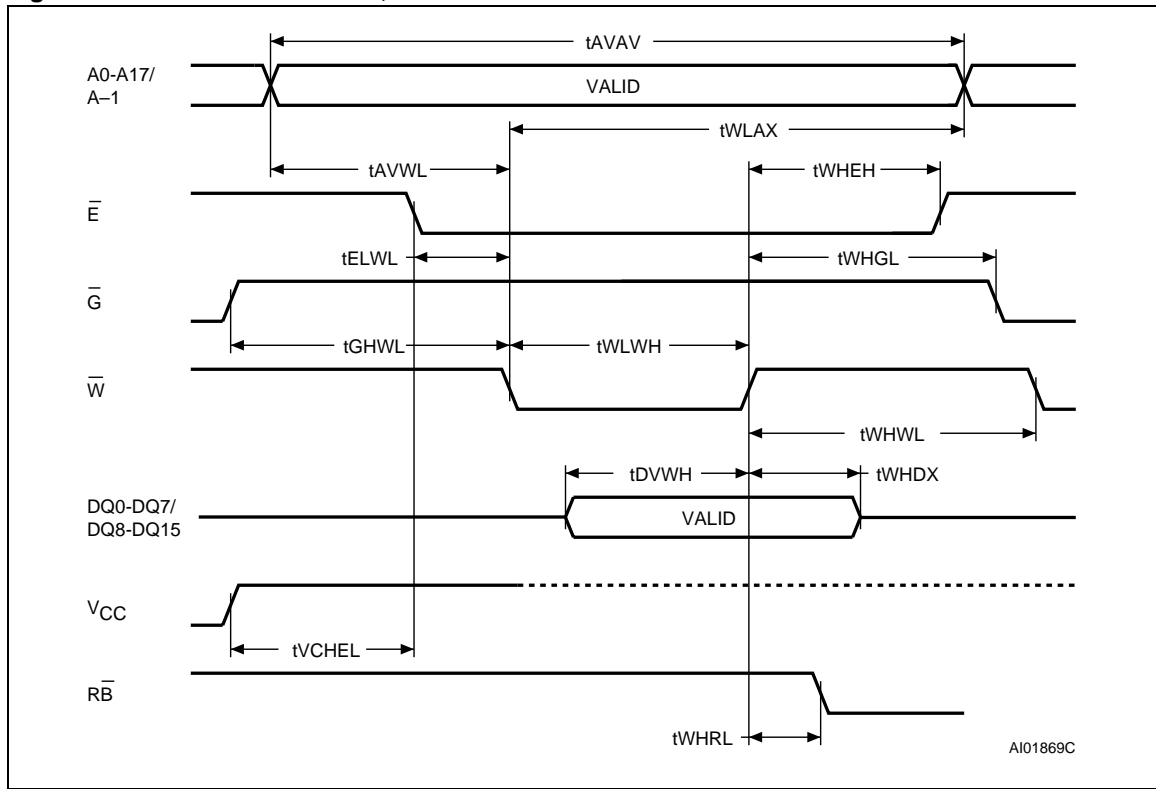 tAVAV
A0-A17/
A–1
VALID
tWLAX
tAVWL
tWHEH
E̅
tELWL
tWHGL
G̅
tGHWL
tWLWH
W̅
tWHWL
tDVWH
tWHDX
DQ0-DQ7/
DQ8-DQ15
VALID
VCC
tVCHEL
RB̅
tWHRL
AI01869C